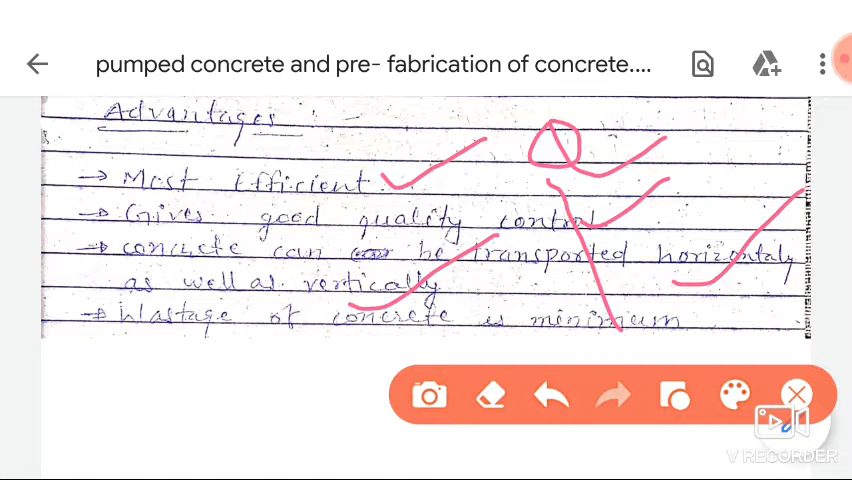 pumped concrete and pre- fabrication of concrete....
Advantages :-
→ Most Efficient
→ Gives good quality control
→ concrete can be transported horizontaly
as well as vertically
→ Wastage of concrete is minimum
V RECORDER